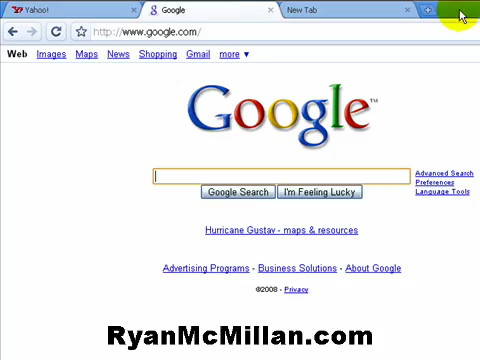 Yahoo! Google New Tab
http://www.google.com/
Web Images Maps News Shopping Gmail more ▼
Google™
Advanced Search
Preferences
Language Tools
Google Search I'm Feeling Lucky
Hurricane Gustav - maps & resources
Advertising Programs - Business Solutions - About Google
©2008 - Privacy
RyanMcMillan.com